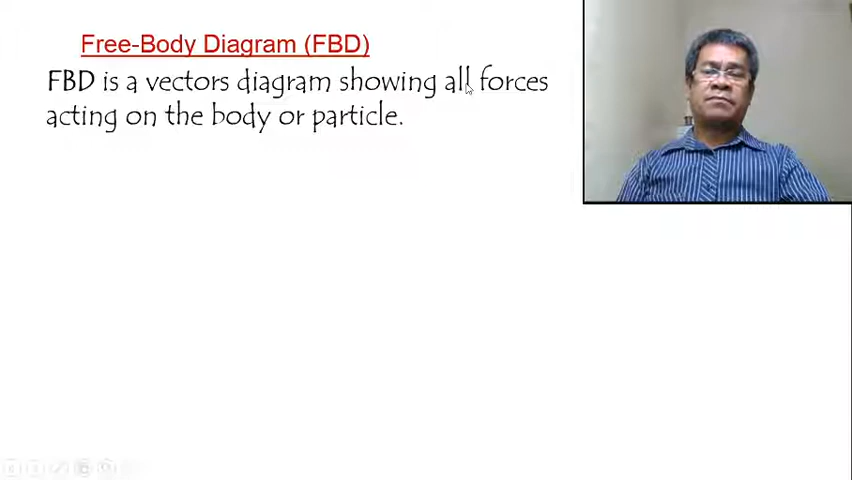 Free-Body Diagram (FBD)
FBD is a vectors diagram showing all forces
acting on the body or particle.